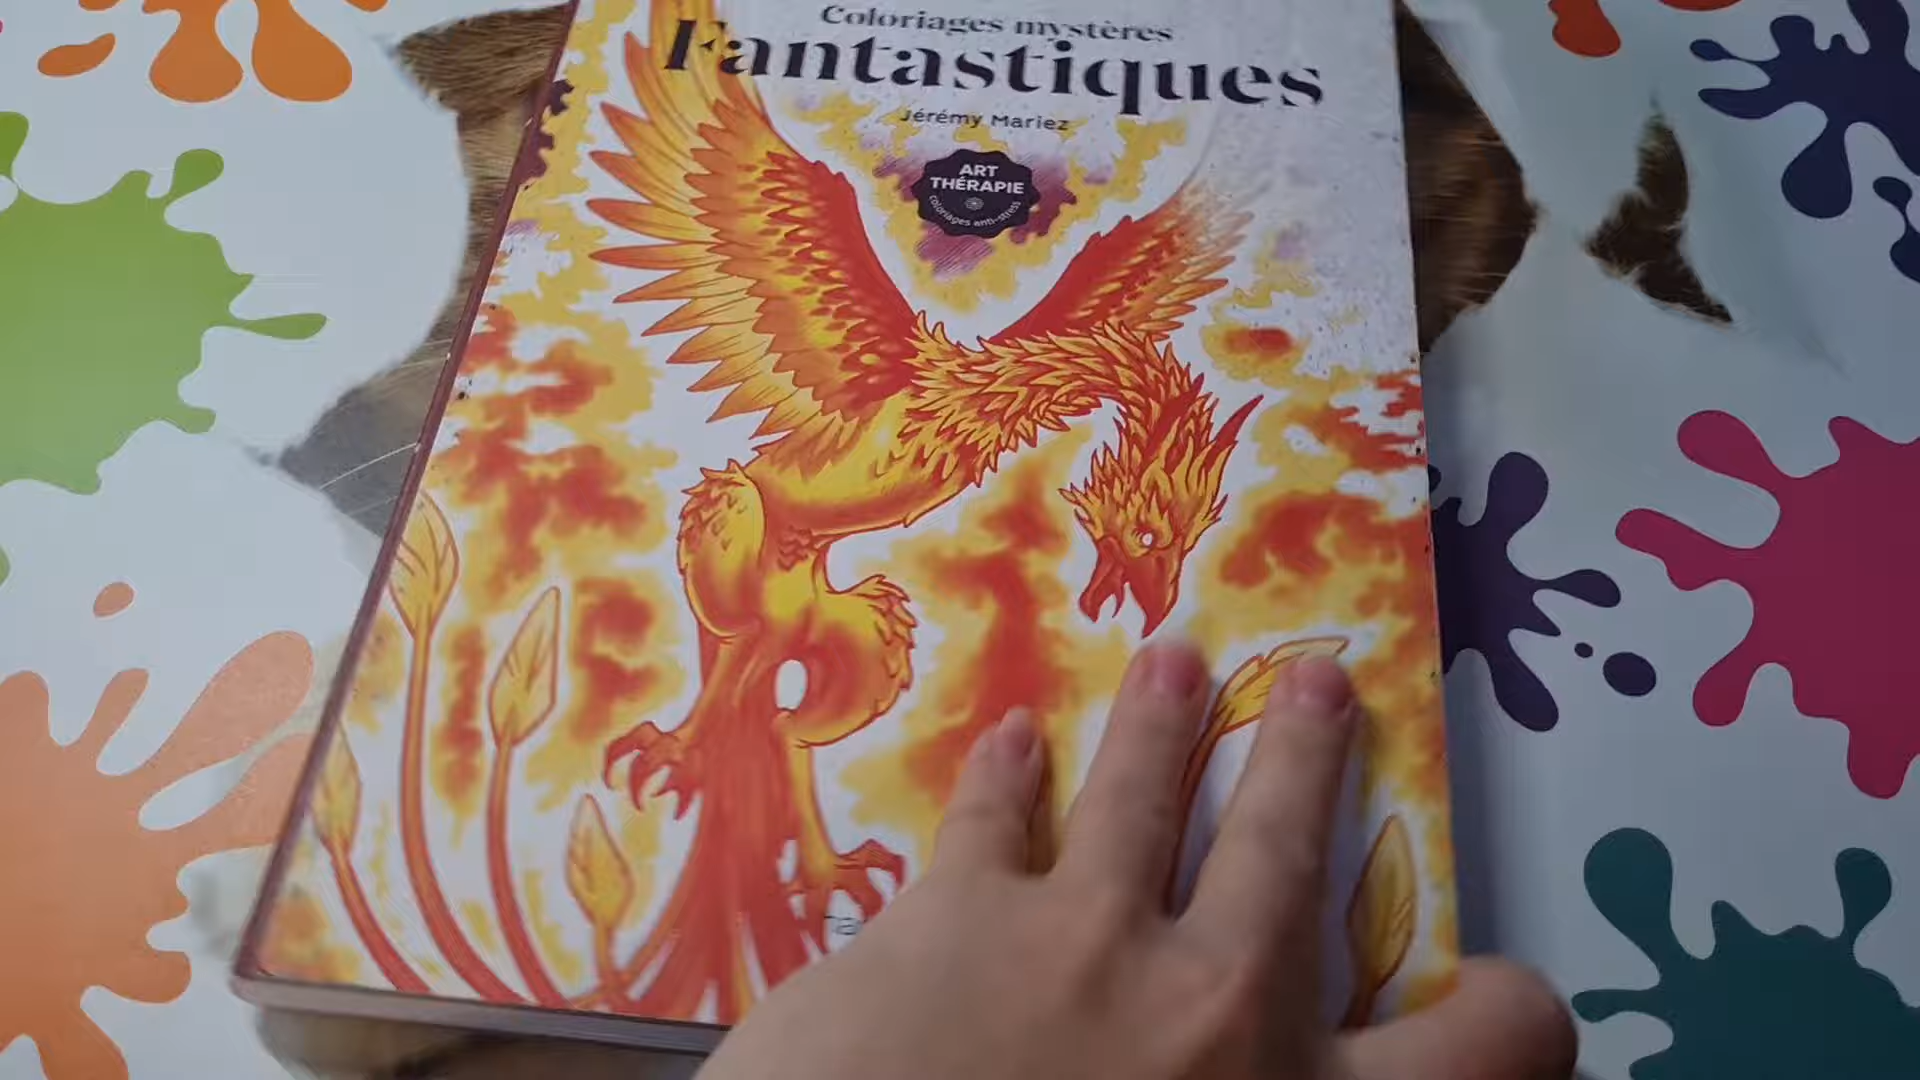 Coloriages mystères
Fantastiques
Jérémy Mariez
ART
THÉRAPIE
coloriages anti-stress